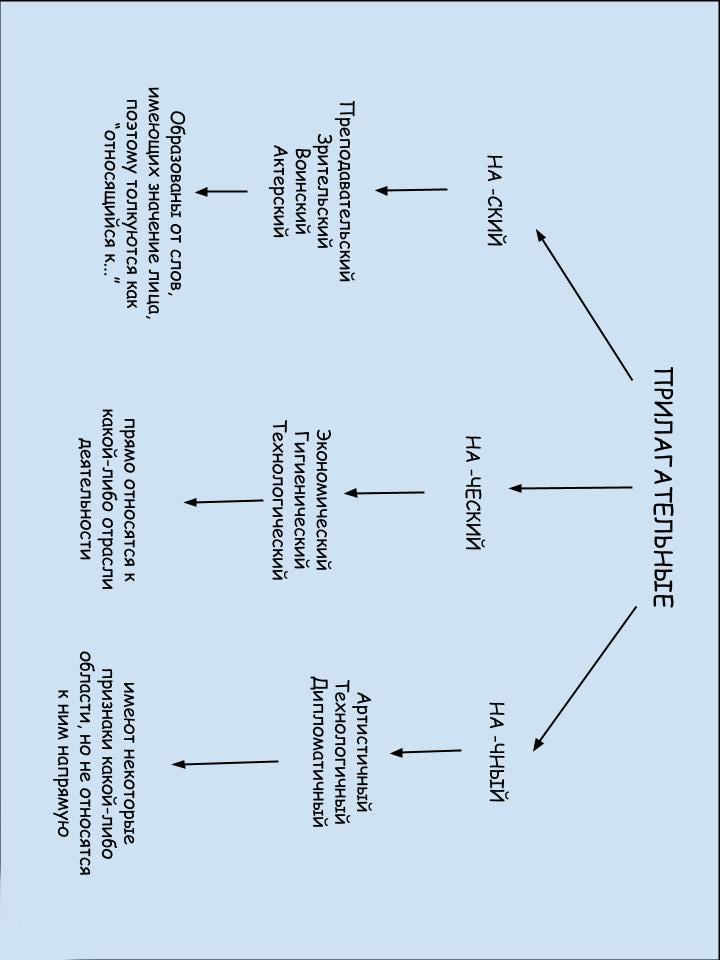 ПРИЛАГАТЕЛЬНЫЕ
НА -СКИЙ
Преподавательский
Зрительский
Воинский
Актерский
Образованы от слов,
имеющих значение лица,
поэтому толкуются как
"относящийся к..."
НА -ЧЕСКИЙ
Экономический
Гигиенический
Технологический
прямо относятся к
какой-либо отрасли
деятельности
НА -ЧНЫЙ
Артистичный
Технологичный
Дипломатичный
имеют некоторые
признаки какой-либо
области, но не относятся
к ним напрямую